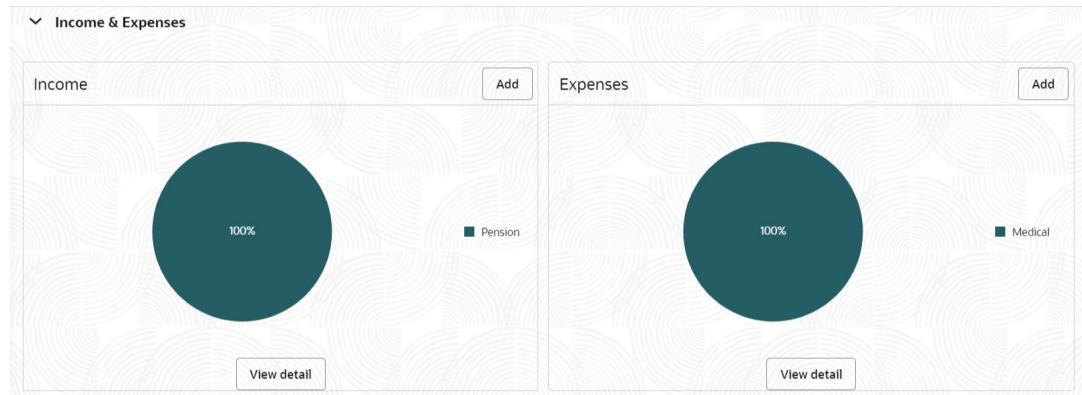 Income & Expenses
Income
Add
100%
Pension
View detail
Expenses
Add
100%
Medical
View detail